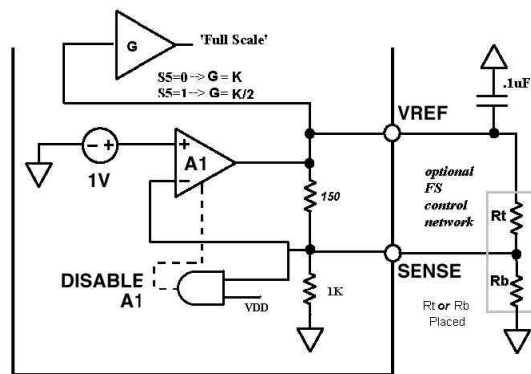 G
'Full Scale'
S5=0-->G= K
S5=1-->G= K/2
.1uF
VREF
- +
1V
+
A1
-
150
optional
FS
control
network
Rt
DISABLE
A1
VDD
1K
SENSE
Rb
Rt or Rb
Placed